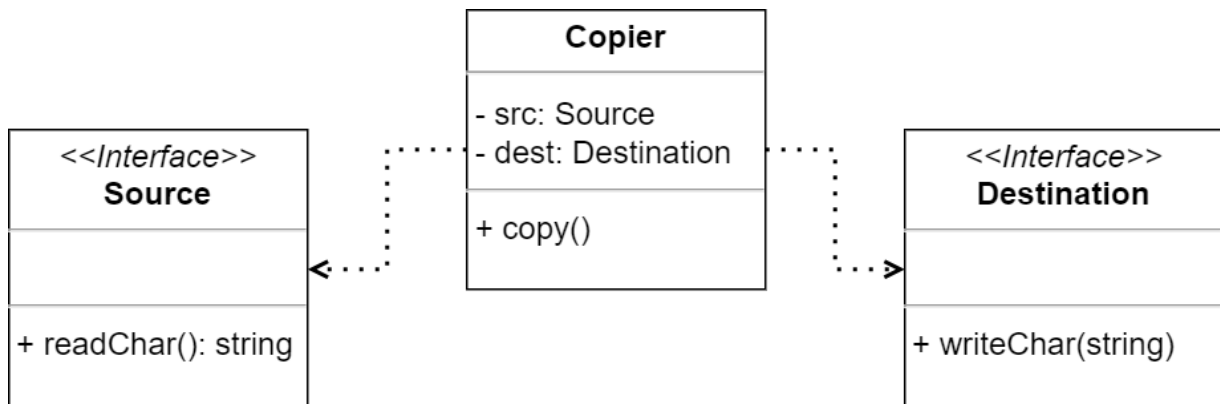 Copier
- src: Source
- dest: Destination
+ copy()
<<Interface>>
Source
+ readChar(): string
<<Interface>>
Destination
+ writeChar(string)